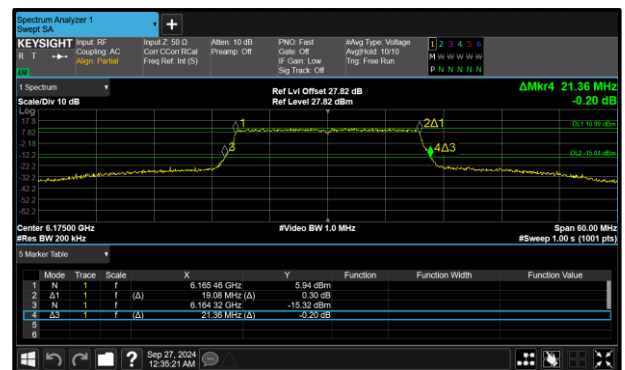 Spectrum Analyzer 1
Swept SA
+
KEYSIGHT Input: RF Input Z: 50 Ω Atten: 10 dB PNO: Fast #Avg Type: Voltage 1 2 3 4 5 6
R T Coupling: AC Corr CCorr RCal Preamp: Off Gate: Off Avg|Hold: 10/10 M W W W W W
Align: Partial Freq Ref: Int (S) IF Gain: Low Trig: Free Run
Sig Track: Off P N N N N N
1 Spectrum Ref Lvl Offset 27.82 dB ΔMkr4 21.36 MHz
Scale/Div 10 dB Ref Level 27.82 dBm -0.20 dB
Log
17.8
7.82
-2.18
-12.2
-22.2
-32.2
-42.2
-52.2
-62.2
1
2Δ1
3
4Δ3
DL1 10.99 dBm
DL2 -15.01 dBm
Center 6.17500 GHz #Video BW 1.0 MHz Span 60.00 MHz
#Res BW 200 kHz #Sweep 1.00 s (1001 pts)
5 Marker Table
Mode Trace Scale X Y Function Function Width Function Value
1 N 1 f 6.165 46 GHz 5.94 dBm
2 Δ1 1 f (Δ) 19.08 MHz (Δ) 0.30 dB
3 N 1 f 6.164 32 GHz -15.32 dBm
4 Δ3 1 f (Δ) 21.36 MHz (Δ) -0.20 dB
5
6
? Sep 27, 2024
12:35:21 AM